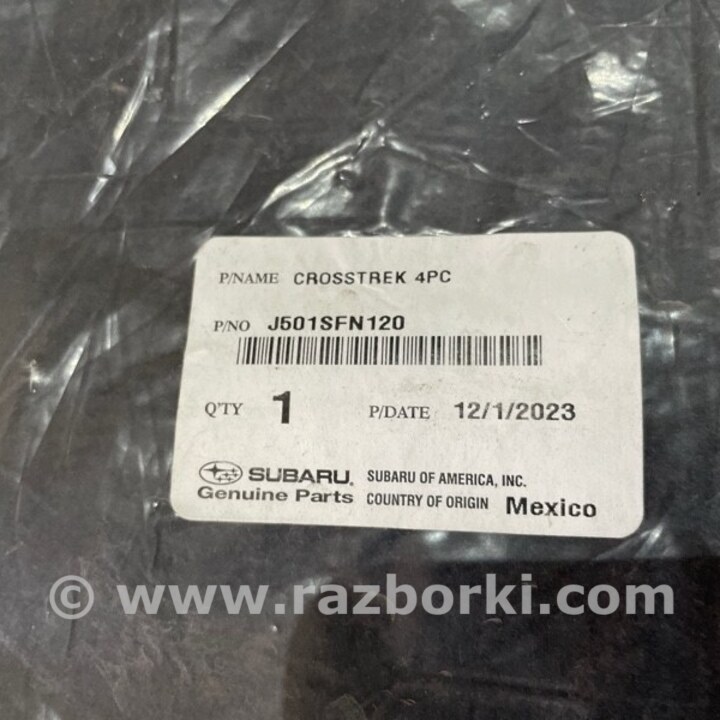 P/NAME CROSSTREK 4PC
P/NO J501SFN120
Q'TY 1 P/DATE 12/1/2023
SUBARU. SUBARU OF AMERICA, INC.
Genuine Parts COUNTRY OF ORIGIN Mexico
© www.razborki.com